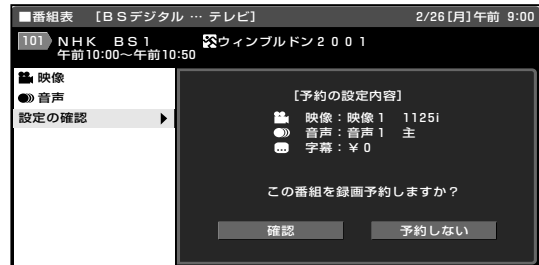 ■番組表 [BSデジタル … テレビ] 2/26[月]午前 9:00
101 NHK BS1 ウィンブルドン2001
午前10:00～午前10:50
映像
音声
設定の確認
[予約の設定内容]
映像：映像1 1125i
音声：音声1 主
字幕：¥0
この番組を録画予約しますか？
確認 予約しない